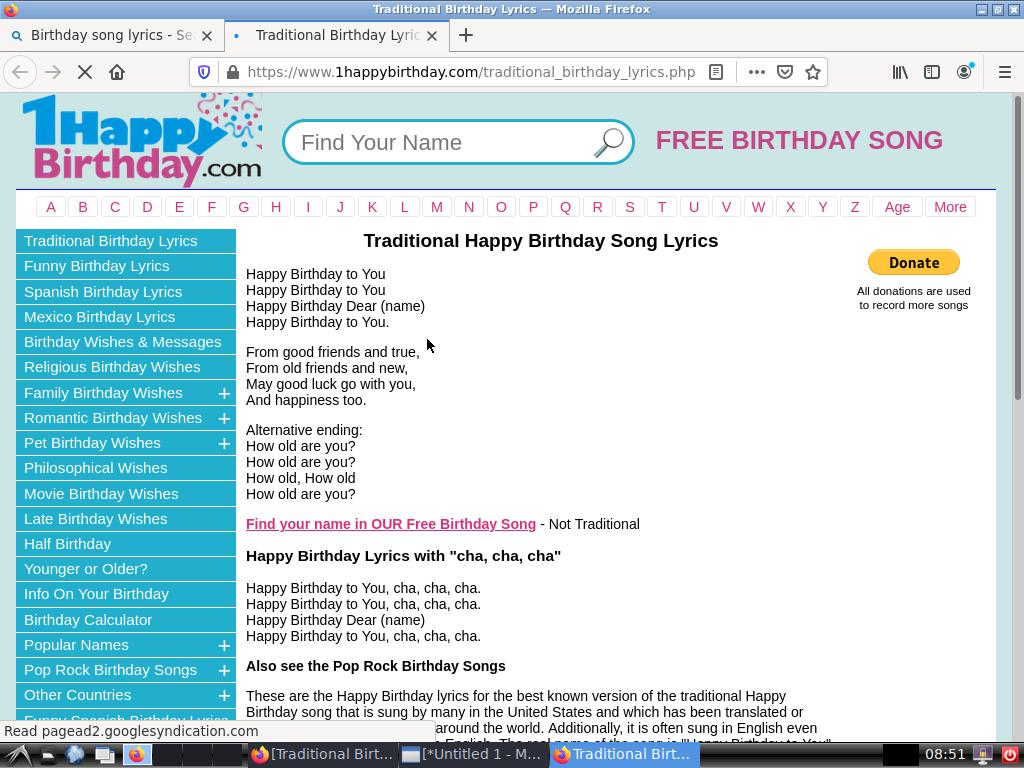 Traditional Birthday Lyrics — Mozilla Firefox
Birthday song lyrics - Se
Traditional Birthday Lyric
https://www.1happybirthday.com/traditional_birthday_lyrics.php
1Happy
Birthday.com
Find Your Name
FREE BIRTHDAY SONG
A B C D E F G H I J K L M N O P Q R S T U V W X Y Z Age More
Traditional Birthday Lyrics
Funny Birthday Lyrics
Spanish Birthday Lyrics
Mexico Birthday Lyrics
Birthday Wishes & Messages
Religious Birthday Wishes
Family Birthday Wishes +
Romantic Birthday Wishes +
Pet Birthday Wishes +
Philosophical Wishes
Movie Birthday Wishes
Late Birthday Wishes
Half Birthday
Younger or Older?
Info On Your Birthday
Birthday Calculator
Popular Names +
Pop Rock Birthday Songs +
Other Countries +
Funny Spanish Birthday Lyrics
Traditional Happy Birthday Song Lyrics
Happy Birthday to You
Happy Birthday to You
Happy Birthday Dear (name)
Happy Birthday to You.
From good friends and true,
From old friends and new,
May good luck go with you,
And happiness too.
Alternative ending:
How old are you?
How old are you?
How old, How old
How old are you?
Find your name in OUR Free Birthday Song - Not Traditional
Happy Birthday Lyrics with "cha, cha, cha"
Happy Birthday to You, cha, cha, cha.
Happy Birthday to You, cha, cha, cha.
Happy Birthday Dear (name)
Happy Birthday to You, cha, cha, cha.
Also see the Pop Rock Birthday Songs
These are the Happy Birthday lyrics for the best known version of the traditional Happy
Birthday song that is sung by many in the United States and which has been translated or
around the world. Additionally, it is often sung in English even
Donate
All donations are used
to record more songs
Read pagead2.googlesyndication.com
[Traditional Birt...
[*Untitled 1 - M...
Traditional Birt...
08:51